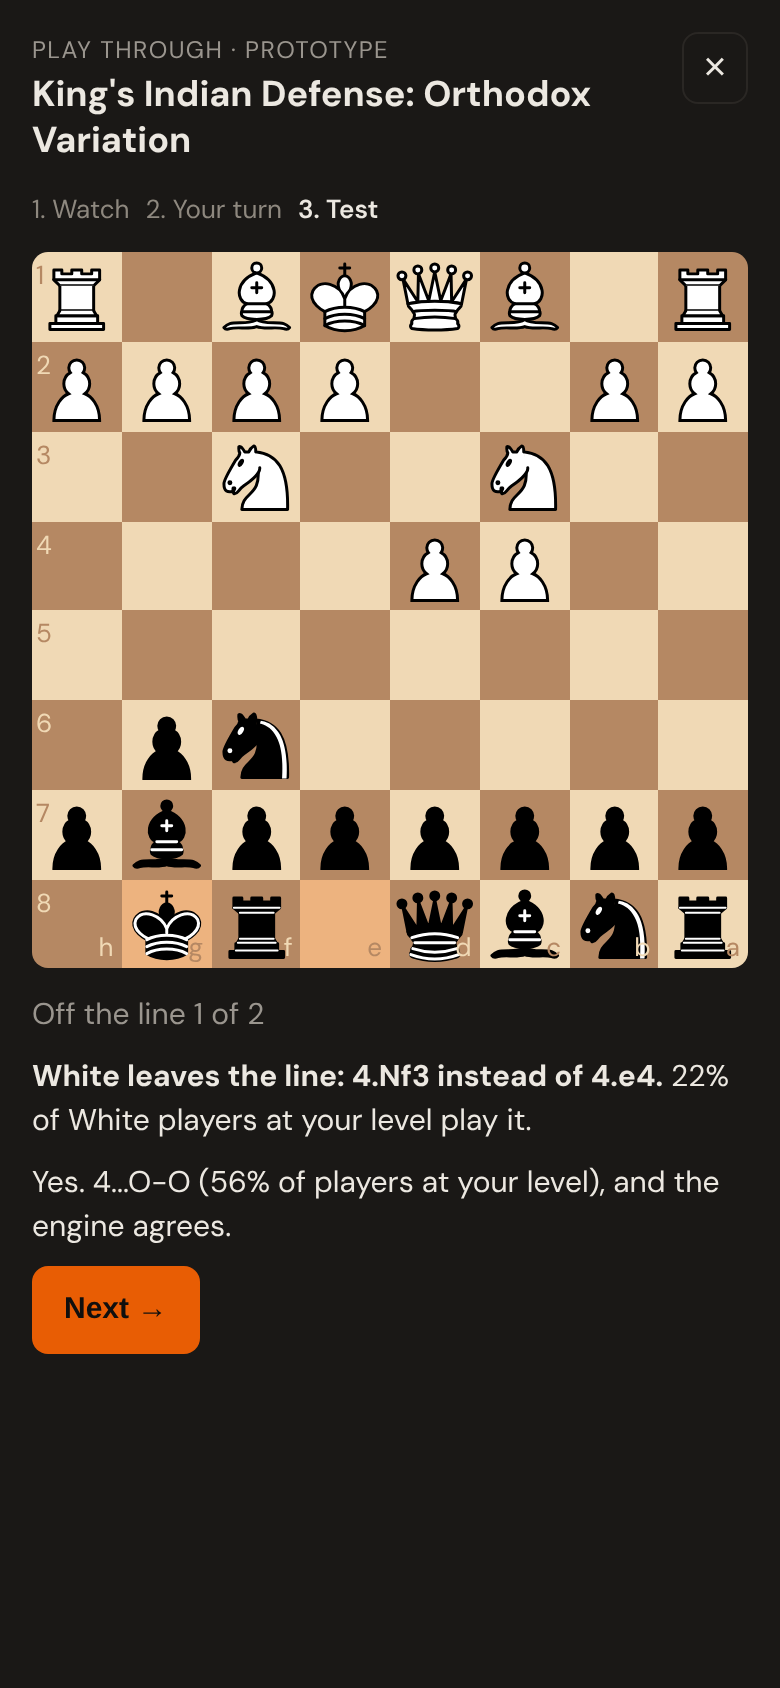 PLAY THROUGH · PROTOTYPE
✕
King's Indian Defense: Orthodox
Variation
1. Watch 2. Your turn 3. Test
1
2
3
4
5
6
7
8
h g f e d c b a
Off the line 1 of 2
White leaves the line: 4.Nf3 instead of 4.e4. 22%
of White players at your level play it.
Yes. 4...O-O (56% of players at your level), and the
engine agrees.
Next →